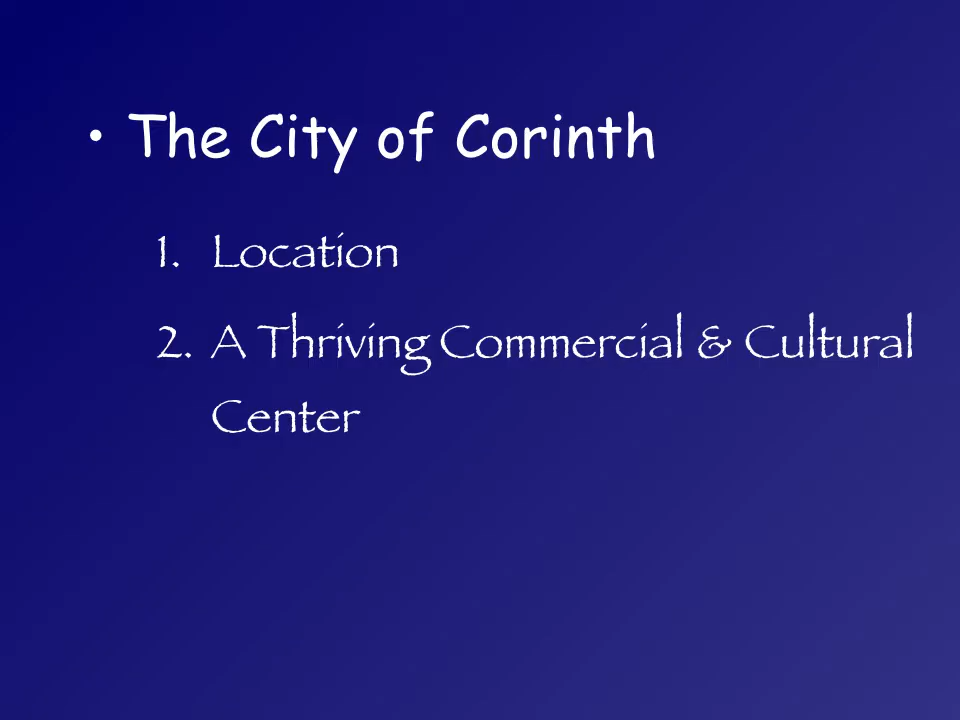 • The City of Corinth
1. Location
2. A Thriving Commercial & Cultural
Center